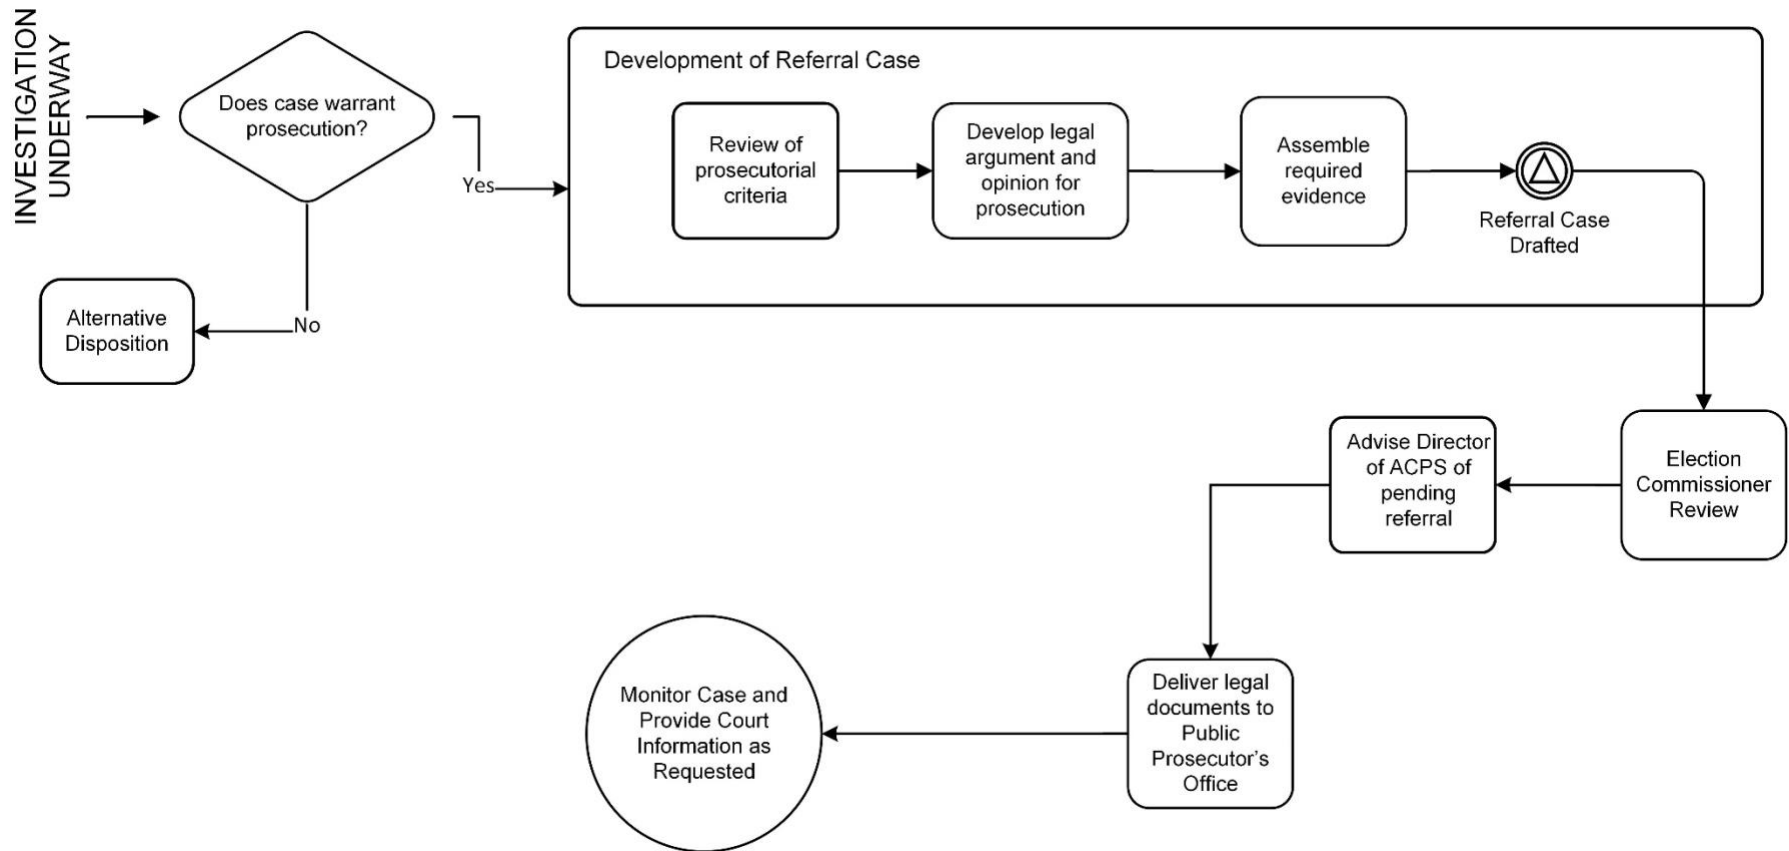 INVESTIGATION
UNDERWAY
Does case warrant
prosecution?
Yes
No
Alternative
Disposition
Development of Referral Case
Review of
prosecutorial
criteria
Develop legal
argument and
opinion for
prosecution
Assemble
required
evidence
Referral Case
Drafted
Election
Commissioner
Review
Advise Director
of ACPS of
pending
referral
Deliver legal
documents to
Public
Prosecutor’s
Office
Monitor Case and
Provide Court
Information as
Requested